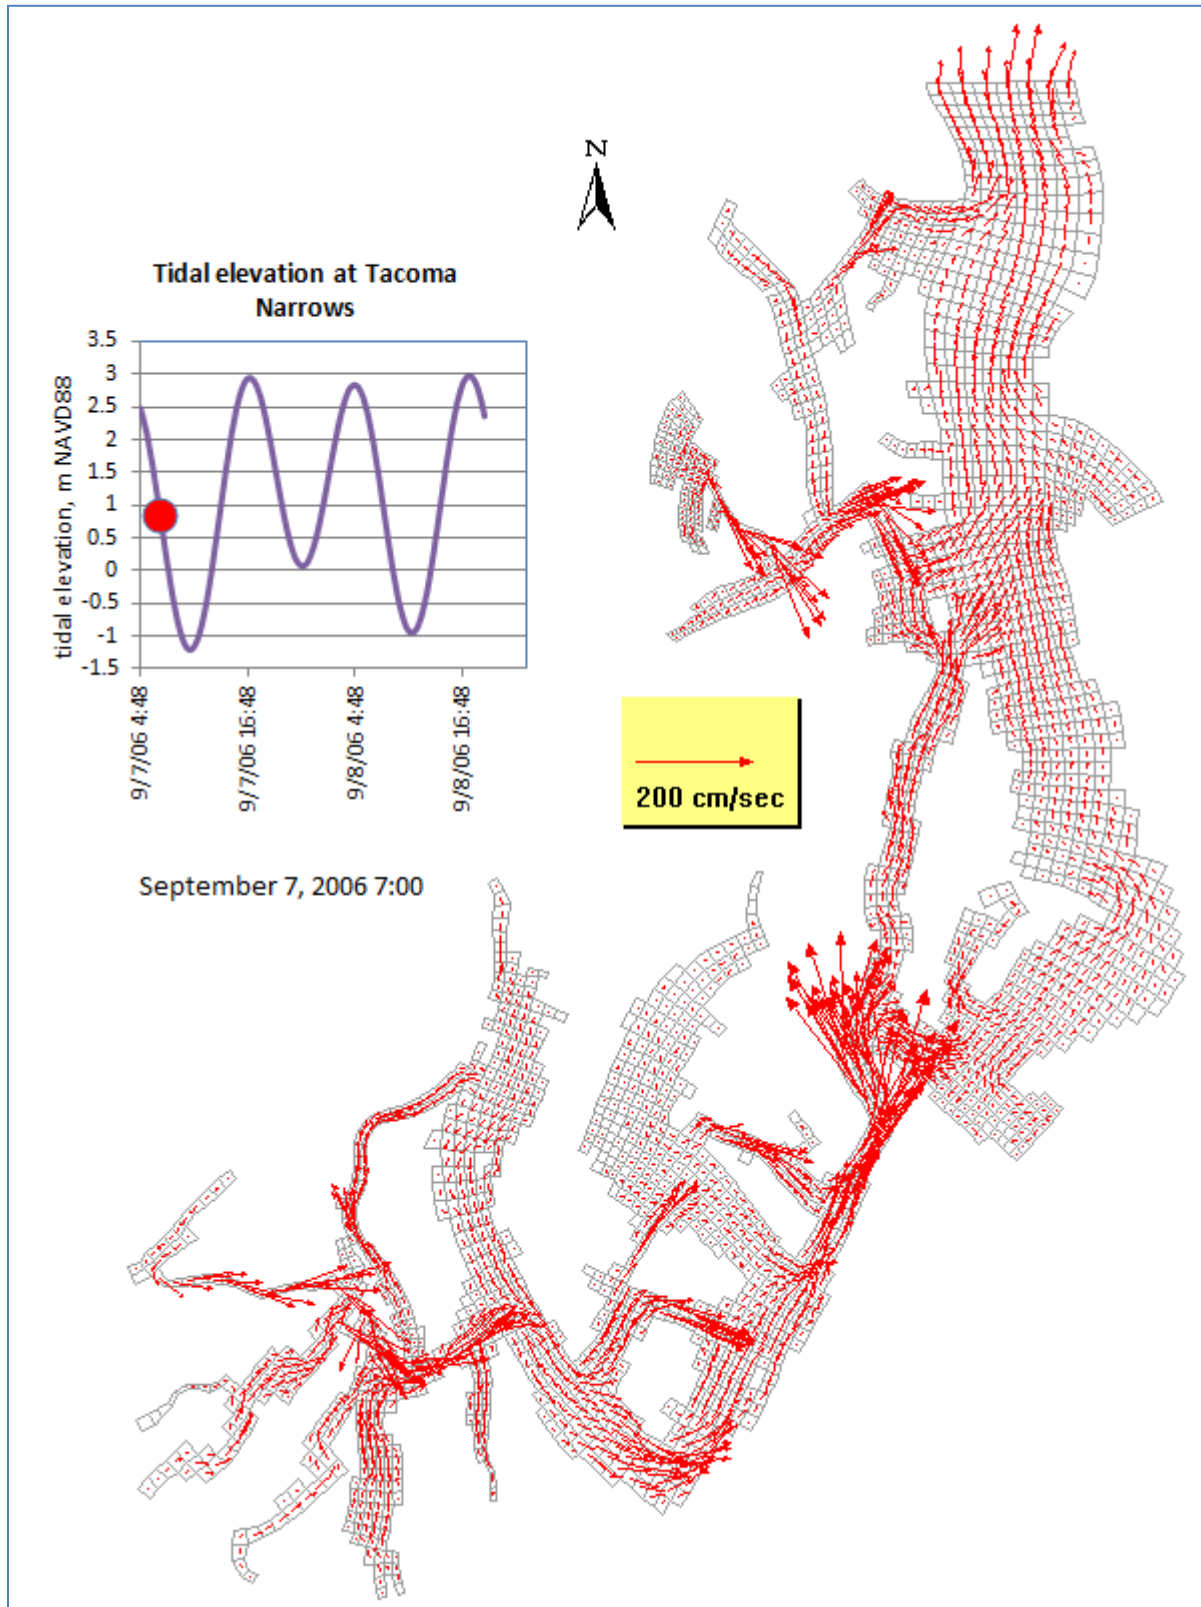 N
Tidal elevation at Tacoma
Narrows
3.5
3
2.5
2
1.5
1
0.5
0
-0.5
-1
-1.5
tidal elevation, m NAVD88
9/7/06 4:48
9/7/06 16:48
9/8/06 4:48
9/8/06 16:48
200 cm/sec
September 7, 2006 7:00